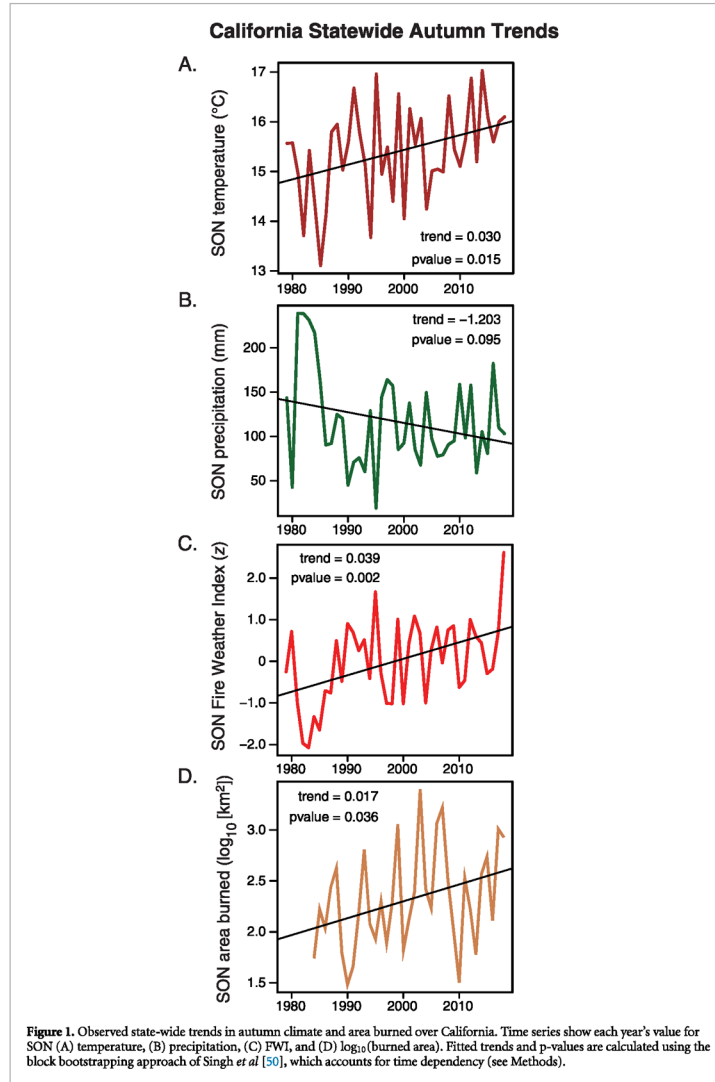 California Statewide Autumn Trends
A.
SON temperature (°C)
17
16
15
14
13
trend = 0.030
pvalue = 0.015
1980 1990 2000 2010
B.
SON precipitation (mm)
200
150
100
50
trend = −1.203
pvalue = 0.095
1980 1990 2000 2010
C.
SON Fire Weather Index (z)
2.0
1.0
0
−1.0
−2.0
trend = 0.039
pvalue = 0.002
1980 1990 2000 2010
D.
SON area burned (log10 [km²])
3.0
2.5
2.0
1.5
trend = 0.017
pvalue = 0.036
1980 1990 2000 2010
Figure 1. Observed state-wide trends in autumn climate and area burned over California. Time series show each year's value for
SON (A) temperature, (B) precipitation, (C) FWI, and (D) log10(burned area). Fitted trends and p-values are calculated using the
block bootstrapping approach of Singh et al [50], which accounts for time dependency (see Methods).